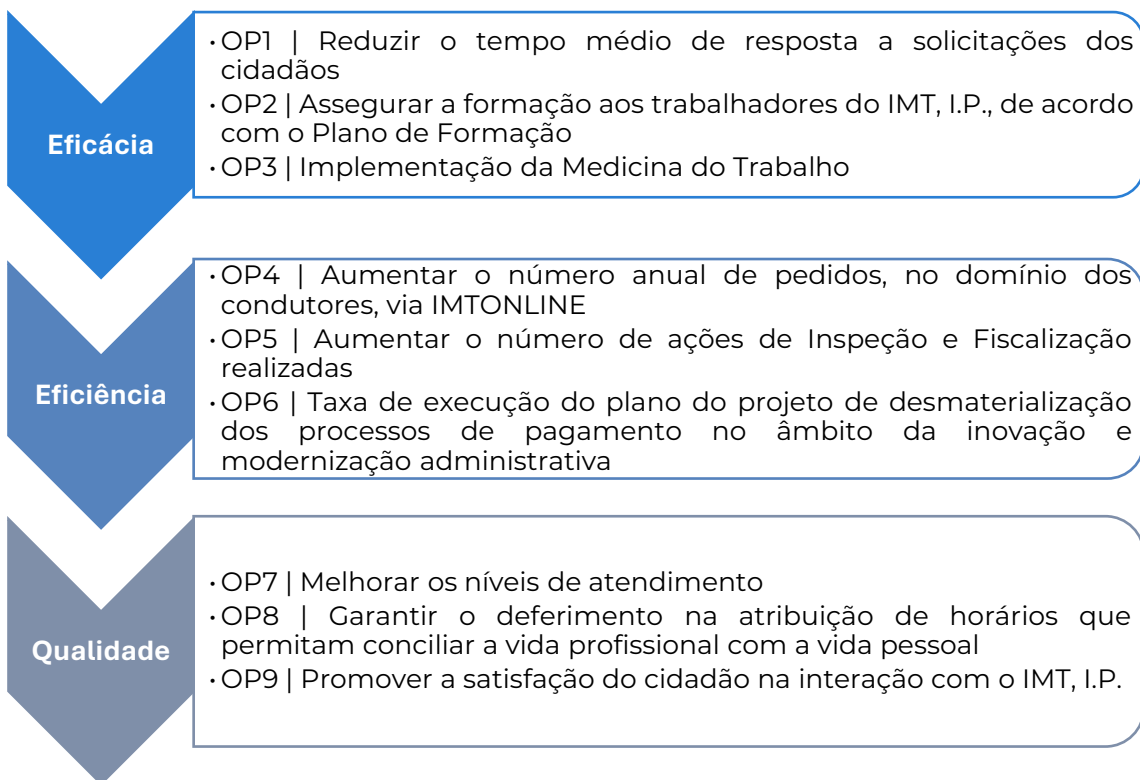 Eficácia
· OP1 | Reduzir o tempo médio de resposta a solicitações dos
cidadãos
· OP2 | Assegurar a formação aos trabalhadores do IMT, I.P., de acordo
com o Plano de Formação
· OP3 | Implementação da Medicina do Trabalho
Eficiência
· OP4 | Aumentar o número anual de pedidos, no domínio dos
condutores, via IMTONLINE
· OP5 | Aumentar o número de ações de Inspeção e Fiscalização
realizadas
· OP6 | Taxa de execução do plano do projeto de desmaterialização
dos processos de pagamento no âmbito da inovação e
modernização administrativa
Qualidade
· OP7 | Melhorar os níveis de atendimento
· OP8 | Garantir o deferimento na atribuição de horários que
permitam conciliar a vida profissional com a vida pessoal
· OP9 | Promover a satisfação do cidadão na interação com o IMT, I.P.